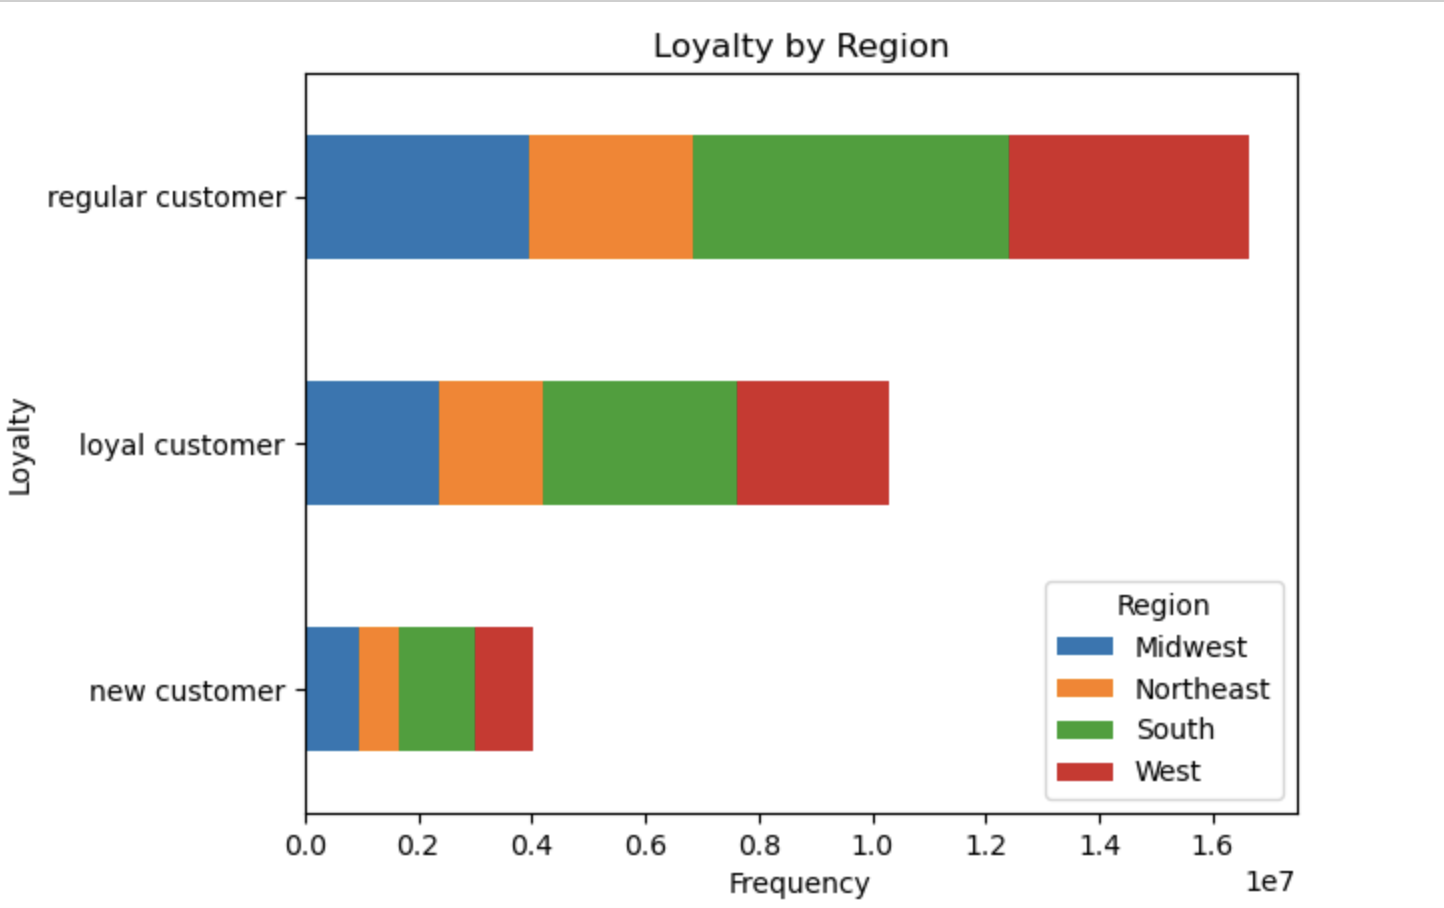 Loyalty by Region
regular customer
loyal customer
new customer
Loyalty
Region
Midwest
Northeast
South
West
0.0 0.2 0.4 0.6 0.8 1.0 1.2 1.4 1.6
Frequency
1e7